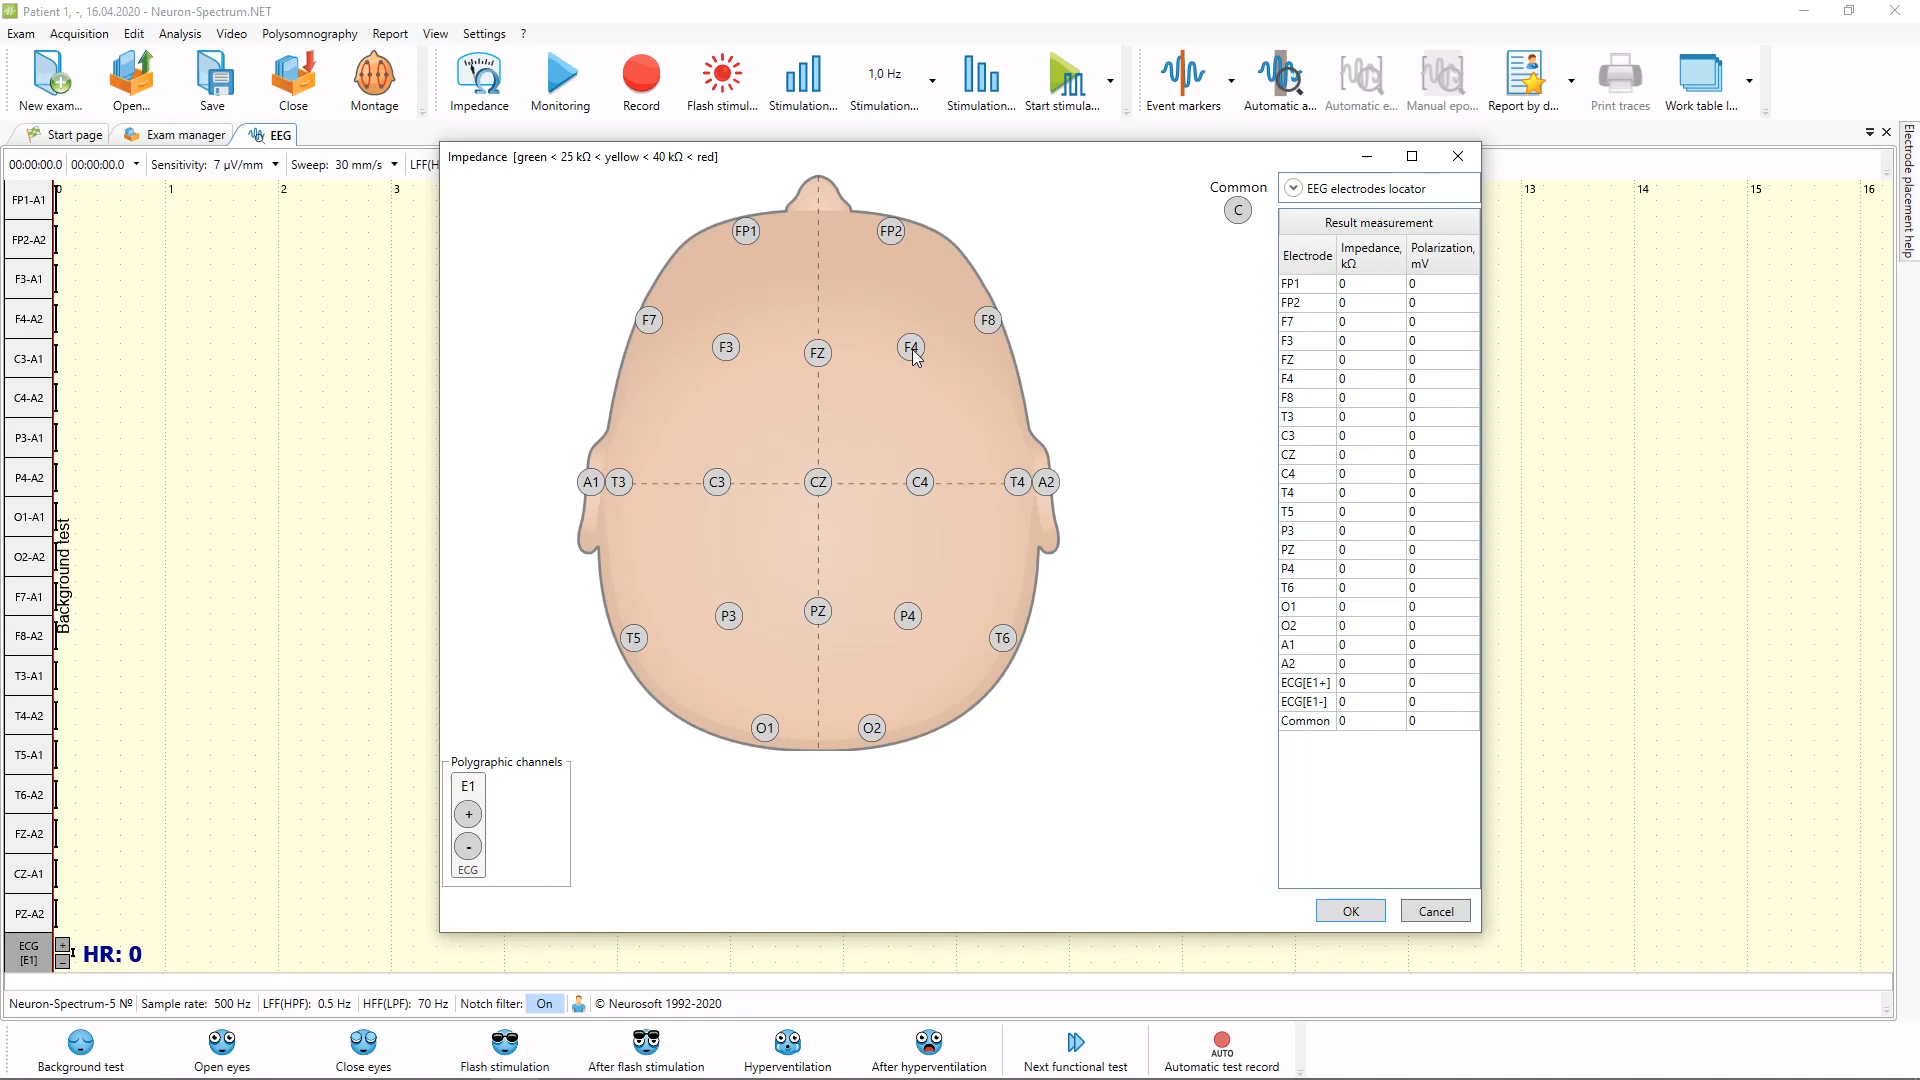 Patient 1, -, 16.04.2020 - Neuron-Spectrum.NET
Exam Acquisition Edit Analysis Video Polysomnography Report View Settings ?
New exam... Open... Save Close Montage Impedance Monitoring Record Flash stimul... Stimulation... 1,0 Hz Stimulation... Stimulation... Start stimula... Event markers Automatic a... Automatic e... Manual epo... Report by d... Print traces Work table l...
Start page Exam manager EEG
00:00:00.0 00:00:00.0 Sensitivity: 7 µV/mm Sweep: 30 mm/s LFF(H
Electrode placement help
0 1 2 3 13 14 15 16
FP1-A1
FP2-A2
F3-A1
F4-A2
C3-A1
C4-A2
P3-A1
P4-A2
O1-A1
O2-A2
F7-A1
F8-A2
T3-A1
T4-A2
T5-A1
T6-A2
FZ-A2
CZ-A1
PZ-A2
ECG
[E1]
+
-
Background test
HR: 0
Impedance [green < 25 kΩ < yellow < 40 kΩ < red]
Common
C
FP1 FP2
F7 F8
F3 FZ F4
A1 T3 C3 CZ C4 T4 A2
P3 PZ P4
T5 T6
O1 O2
Polygraphic channels
E1
+
-
ECG
EEG electrodes locator
Result measurement
Electrode Impedance, kΩ Polarization, mV
FP1 0 0
FP2 0 0
F7 0 0
F3 0 0
FZ 0 0
F4 0 0
F8 0 0
T3 0 0
C3 0 0
CZ 0 0
C4 0 0
T4 0 0
T5 0 0
P3 0 0
PZ 0 0
P4 0 0
T6 0 0
O1 0 0
O2 0 0
A1 0 0
A2 0 0
ECG[E1+] 0 0
ECG[E1-] 0 0
Common 0 0
OK Cancel
Neuron-Spectrum-5 № Sample rate: 500 Hz LFF(HPF): 0.5 Hz HFF(LPF): 70 Hz Notch filter: On © Neurosoft 1992-2020
AUTO
Background test Open eyes Close eyes Flash stimulation After flash stimulation Hyperventilation After hyperventilation Next functional test Automatic test record